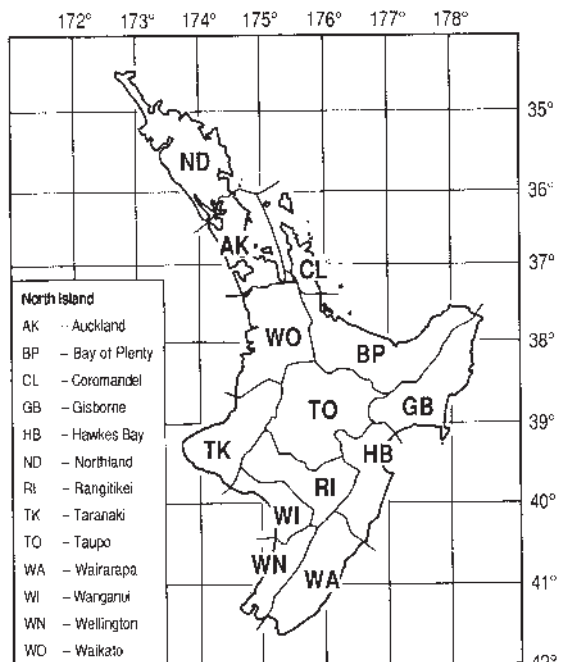 172° 173° 174° 175° 176° 177° 178°
35°
ND
36°
AK
37°
CL
North Island
AK – Auckland
WO
38°
BP – Bay of Plenty
BP
CL – Coromandel
TO
GB
GB – Gisborne
39°
HB – Hawkes Bay
TK
HB
ND – Northland
RI
RI – Rangitikei
40°
TK – Taranaki
WI
TO – Taupo
WN
WA – Wairarapa
WA
41°
WI – Wanganui
WN – Wellington
WO – Waikato
42°